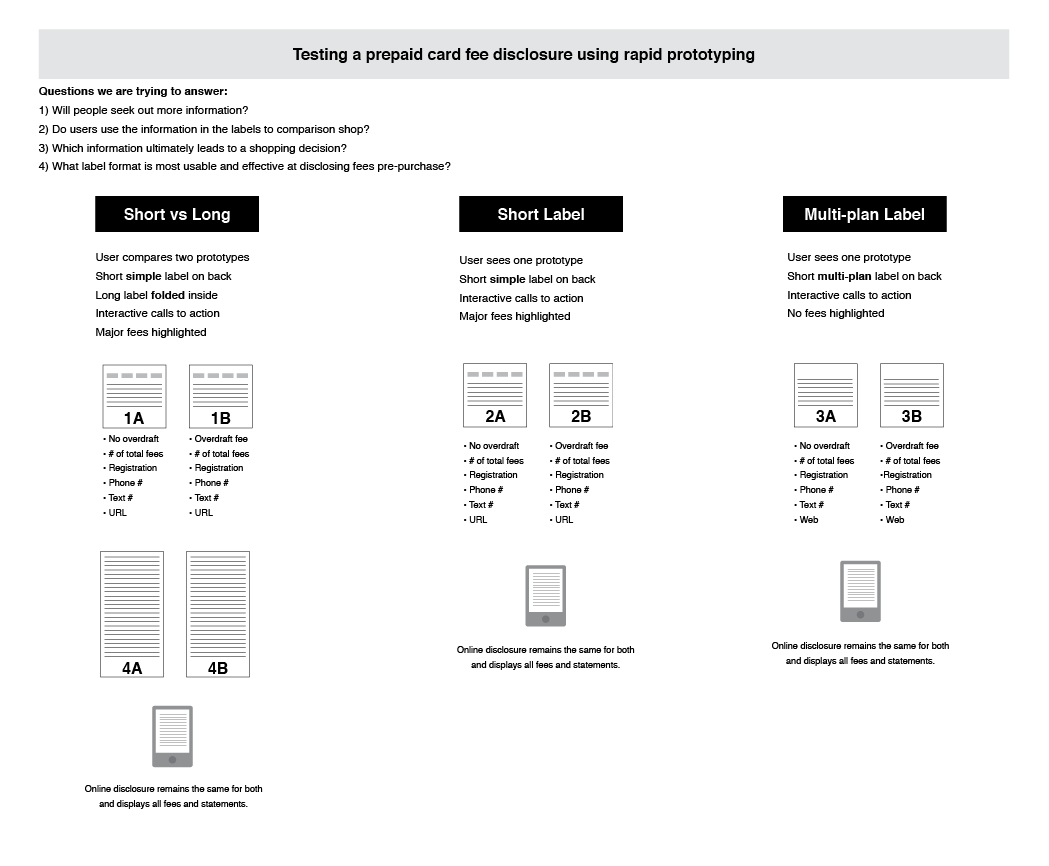 Testing a prepaid card fee disclosure using rapid prototyping
Questions we are trying to answer:
1) Will people seek out more information?
2) Do users use the information in the labels to comparison shop?
3) Which information ultimately leads to a shopping decision?
4) What label format is most usable and effective at disclosing fees pre-purchase?
Short vs Long
User compares two prototypes
Short simple label on back
Long label folded inside
Interactive calls to action
Major fees highlighted
1A
• No overdraft
• # of total fees
• Registration
• Phone #
• Text #
• URL
1B
• Overdraft fee
• # of total fees
• Registration
• Phone #
• Text #
• URL
4A
4B
Online disclosure remains the same for both
and displays all fees and statements.
Short Label
User sees one prototype
Short simple label on back
Interactive calls to action
Major fees highlighted
2A
• No overdraft
• # of total fees
• Registration
• Phone #
• Text #
• URL
2B
• Overdraft fee
• # of total fees
• Registration
• Phone #
• Text #
• URL
Online disclosure remains the same for both
and displays all fees and statements.
Multi-plan Label
User sees one prototype
Short multi-plan label on back
Interactive calls to action
No fees highlighted
3A
• No overdraft
• # of total fees
• Registration
• Phone #
• Text #
• Web
3B
• Overdraft fee
• # of total fees
•Registration
• Phone #
• Text #
• Web
Online disclosure remains the same for both
and displays all fees and statements.